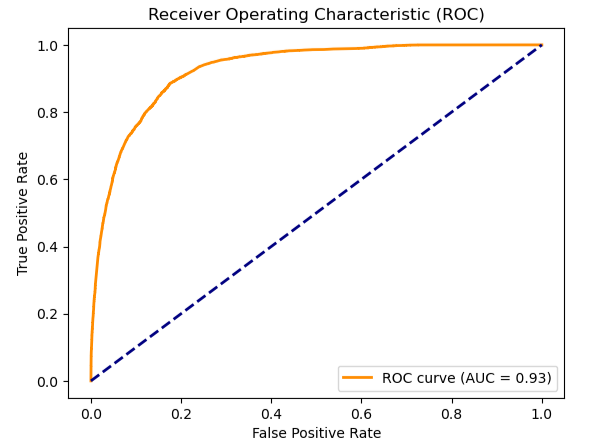 Receiver Operating Characteristic (ROC)
True Positive Rate
1.0
0.8
0.6
0.4
0.2
0.0
ROC curve (AUC = 0.93)
0.0 0.2 0.4 0.6 0.8 1.0
False Positive Rate